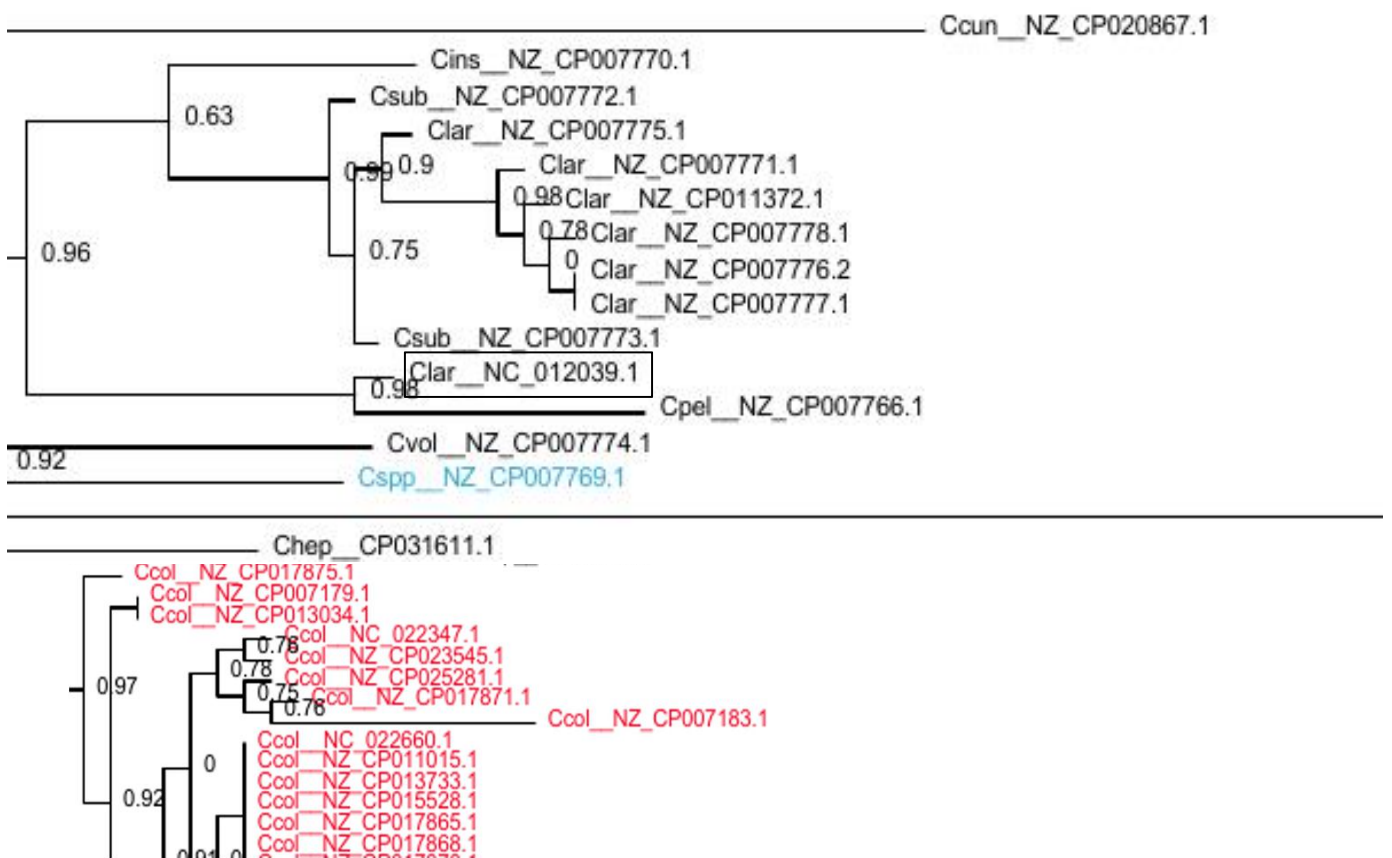 Ccun__NZ_CP020867.1
Cins__NZ_CP007770.1
Csub__NZ_CP007772.1
0.63
Clar__NZ_CP007775.1
0.99
0.9
Clar__NZ_CP007771.1
0.98
Clar__NZ_CP011372.1
0.78
Clar__NZ_CP007778.1
0.96
0.75
0
Clar__NZ_CP007776.2
Clar__NZ_CP007777.1
Csub__NZ_CP007773.1
Clar__NC_012039.1
0.98
Cpel__NZ_CP007766.1
Cvol__NZ_CP007774.1
0.92
Cspp__NZ_CP007769.1
Chep__CP031611.1
Ccol__NZ_CP017875.1
Ccol__NZ_CP007179.1
Ccol__NZ_CP013034.1
Ccol__NC_022347.1
0.76
Ccol__NZ_CP023545.1
0.78
Ccol__NZ_CP025281.1
0.97
0.75
Ccol__NZ_CP017871.1
0.76
Ccol__NZ_CP007183.1
Ccol__NC_022660.1
0
Ccol__NZ_CP011015.1
Ccol__NZ_CP013733.1
0.92
Ccol__NZ_CP015528.1
Ccol__NZ_CP017865.1
Ccol__NZ_CP017868.1